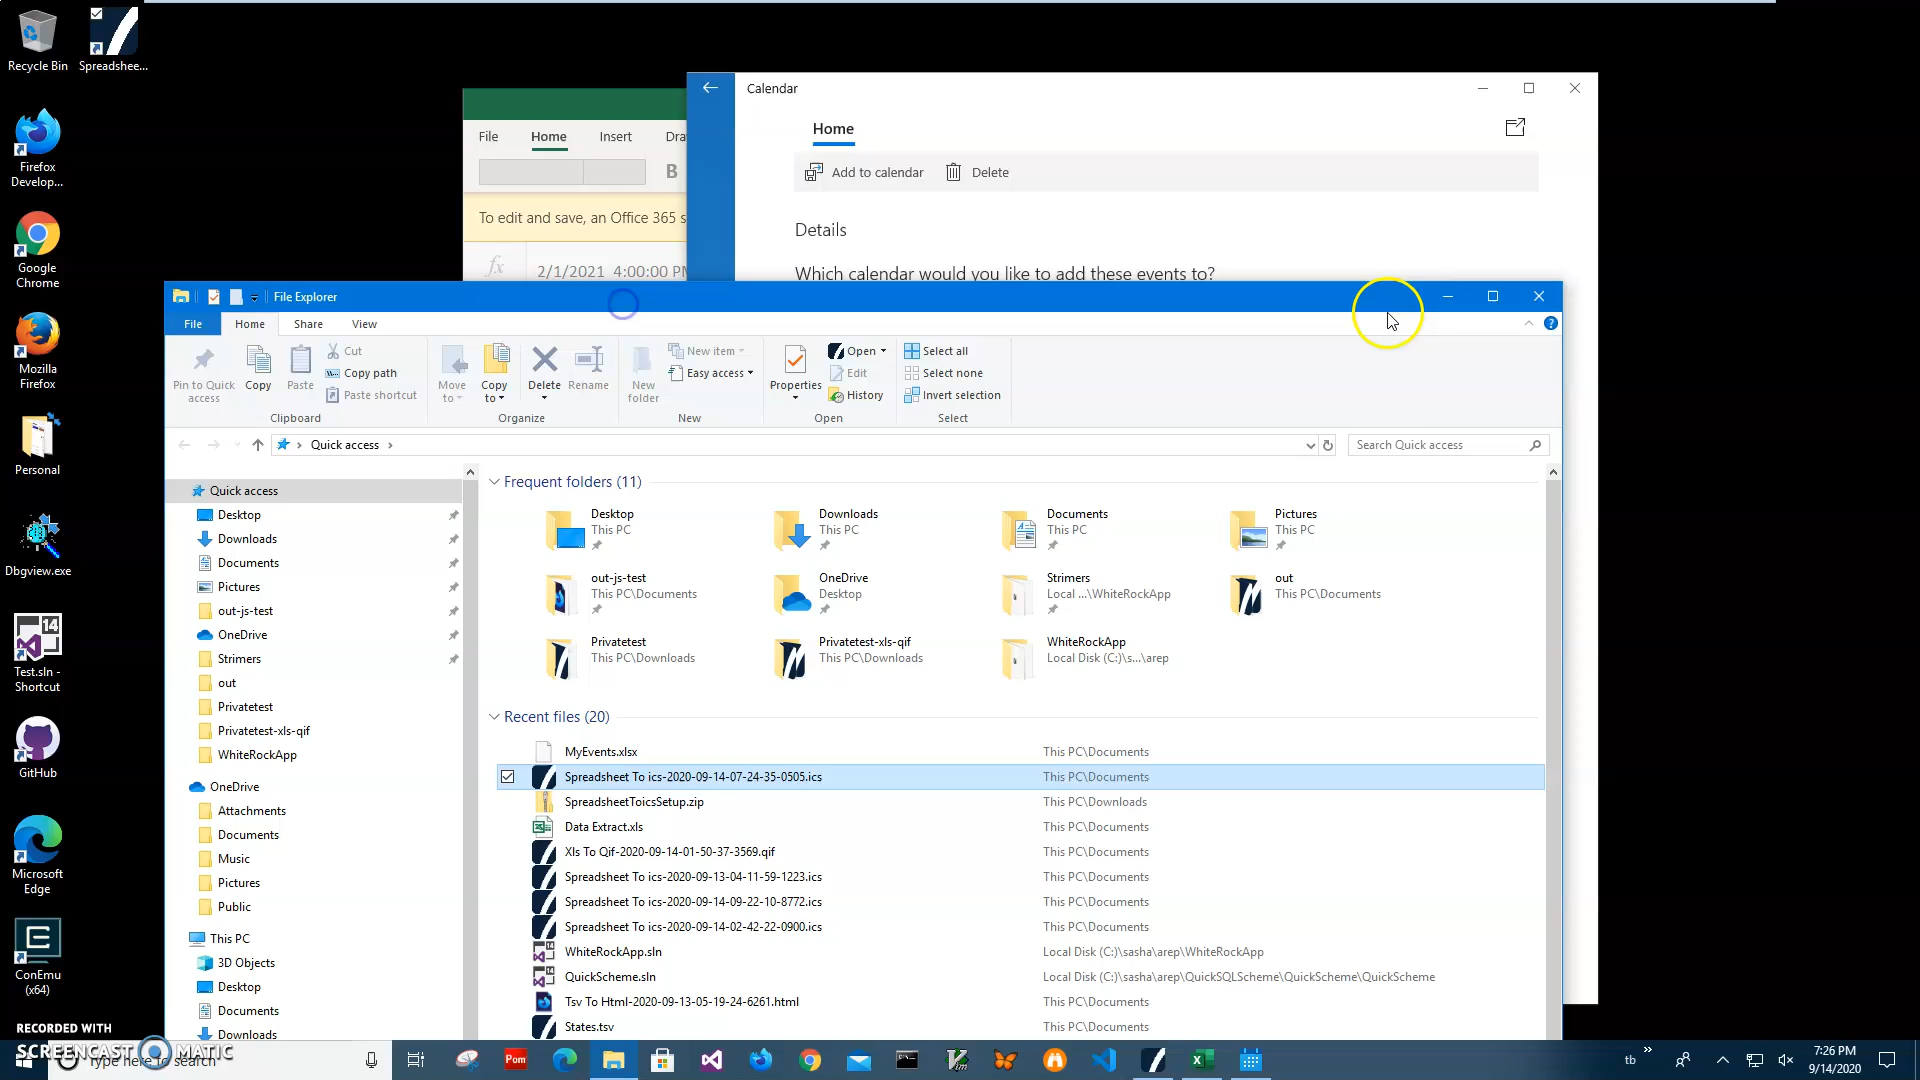 Recycle Bin
Spreadshee...
Firefox
Develop...
Google
Chrome
Mozilla
Firefox
Personal
Dbgview.exe
14
Test.sln -
Shortcut
GitHub
Microsoft
Edge
ConEmu
(x64)
File
Home
Insert
Dra
B
To edit and save, an Office 365 s
fx
2/1/2021 4:00:00 PM
Calendar
Home
Add to calendar
Delete
Details
Which calendar would you like to add these events to?
File Explorer
File
Home
Share
View
Pin to Quick
access
Copy
Paste
Cut
Copy path
Paste shortcut
Clipboard
Move
to
Copy
to
Delete
Rename
Organize
New
folder
New item
Easy access
New
Properties
Open
Edit
History
Open
Select all
Select none
Invert selection
Select
Quick access
Search Quick access
Quick access
Desktop
Downloads
Documents
Pictures
out-js-test
OneDrive
Strimers
out
Privatetest
Privatetest-xls-qif
WhiteRockApp
OneDrive
Attachments
Documents
Music
Pictures
Public
This PC
3D Objects
Desktop
Documents
Downloads
Frequent folders (11)
Desktop
This PC
Downloads
This PC
Documents
This PC
Pictures
This PC
out-js-test
This PC\Documents
OneDrive
Desktop
Strimers
Local ...\WhiteRockApp
out
This PC\Documents
Privatetest
This PC\Downloads
Privatetest-xls-qif
This PC\Downloads
WhiteRockApp
Local Disk (C:)\s...\arep
Recent files (20)
MyEvents.xlsx This PC\Documents
Spreadsheet To ics-2020-09-14-07-24-35-0505.ics This PC\Documents
SpreadsheetToicsSetup.zip This PC\Downloads
Data Extract.xls This PC\Documents
Xls To Qif-2020-09-14-01-50-37-3569.qif This PC\Documents
Spreadsheet To ics-2020-09-13-04-11-59-1223.ics This PC\Documents
Spreadsheet To ics-2020-09-14-09-22-10-8772.ics This PC\Documents
Spreadsheet To ics-2020-09-14-02-42-22-0900.ics This PC\Documents
WhiteRockApp.sln Local Disk (C:)\sasha\arep\WhiteRockApp
QuickScheme.sln Local Disk (C:)\sasha\arep\QuickSQLScheme\QuickScheme\QuickScheme
Tsv To Html-2020-09-13-05-19-24-6261.html This PC\Documents
States.tsv This PC\Documents
RECORDED WITH
SCREENCAST MATIC
Type here to search
Pom
tb
7:26 PM
9/14/2020